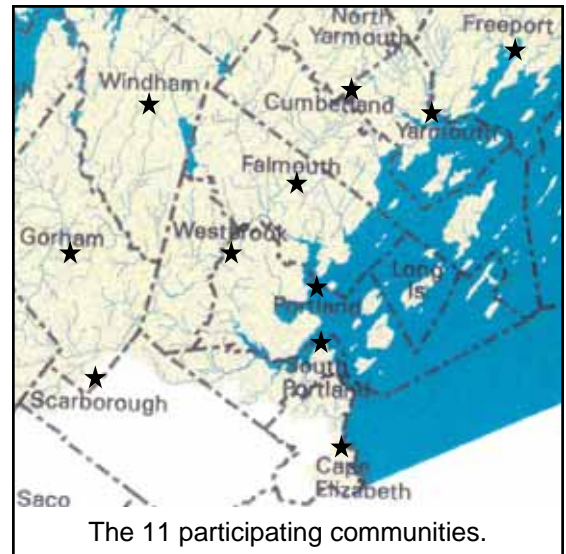 North
Yarmouth
Freeport
Windham
Cumberland
Yarmouth
Falmouth
Gorham
Westbrook
Long
Is
Portland
South
Portland
Scarborough
Cape
Elizabeth
Saco
The 11 participating communities.